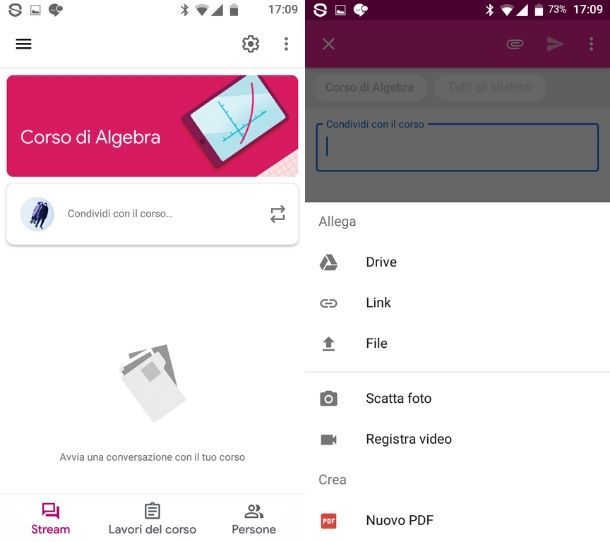 17:09
Corso di Algebra
Condividi con il corso...
Avvia una conversazione con il tuo corso
Stream
Lavori del corso
Persone
73% 17:09
Corso di Algebra
Tutti gli studenti
Condividi con il corso
Allega
Drive
Link
File
Scatta foto
Registra video
Crea
PDF
Nuovo PDF